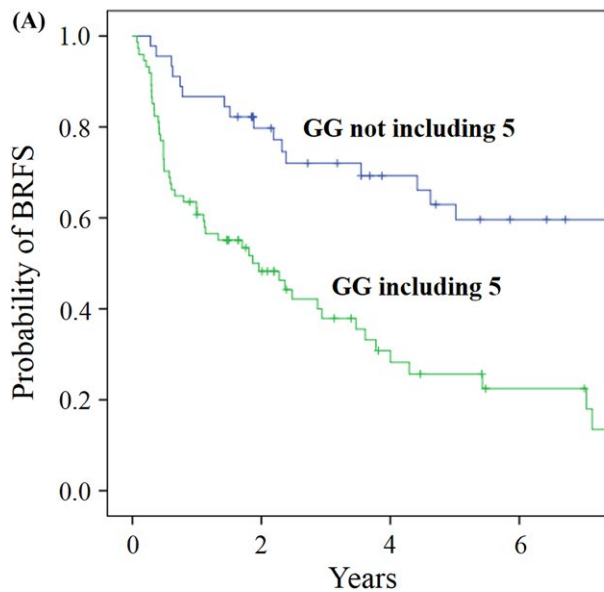 (A)
1.0
0.8
0.6
0.4
0.2
0.0
Probability of BRFS
GG not including 5
GG including 5
0 2 4 6
Years